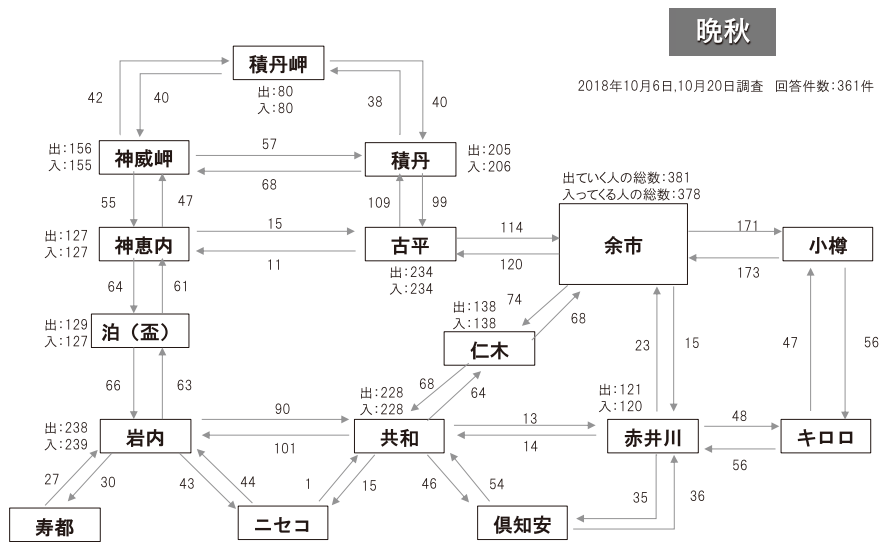 晩秋
2018年10月6日,10月20日調査　回答件数:361件
積丹岬
出:80
入:80
42
40
38
40
出:156
入:155
神威岬
57
68
積丹
出:205
入:206
55
47
109
99
出ていく人の総数:381
入ってくる人の総数:378
出:127
入:127
神恵内
15
11
古平
出:234
入:234
114
120
余市
171
173
小樽
64
61
出:129
入:127
泊（盃）
74
68
出:138
入:138
仁木
23
15
47
56
66
63
68
64
出:238
入:239
岩内
90
101
出:228
入:228
共和
13
14
出:121
入:120
赤井川
48
56
キロロ
27
30
43
44
1
15
46
54
35
36
寿都
ニセコ
倶知安